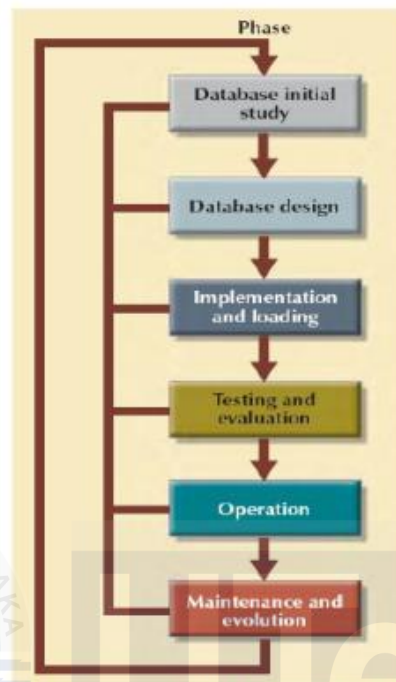 Phase
Database initial
study
Database design
Implementation
and loading
Testing and
evaluation
Operation
Maintenance and
evolution